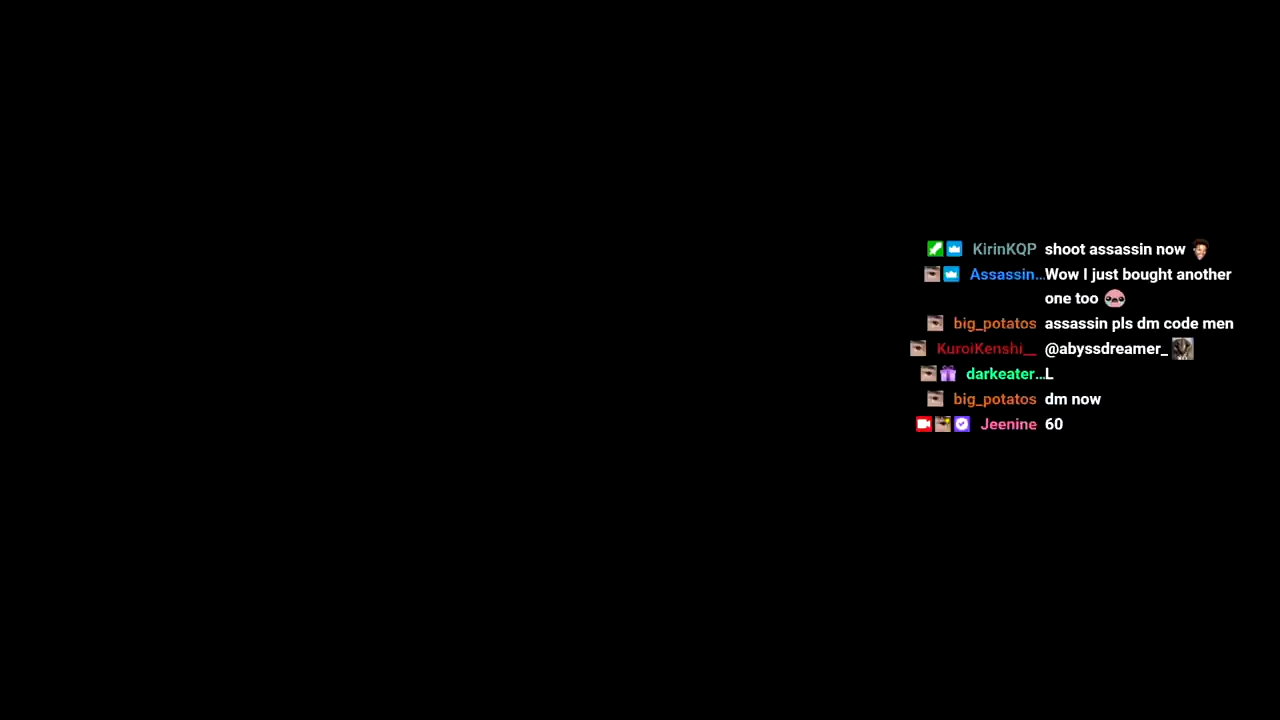 KirinKQP shoot assassin now
Assassin... Wow I just bought another
one too
big_potatos assassin pls dm code men
KuroiKenshi__ @abyssdreamer_
darkeater... L
big_potatos dm now
Jeenine 60